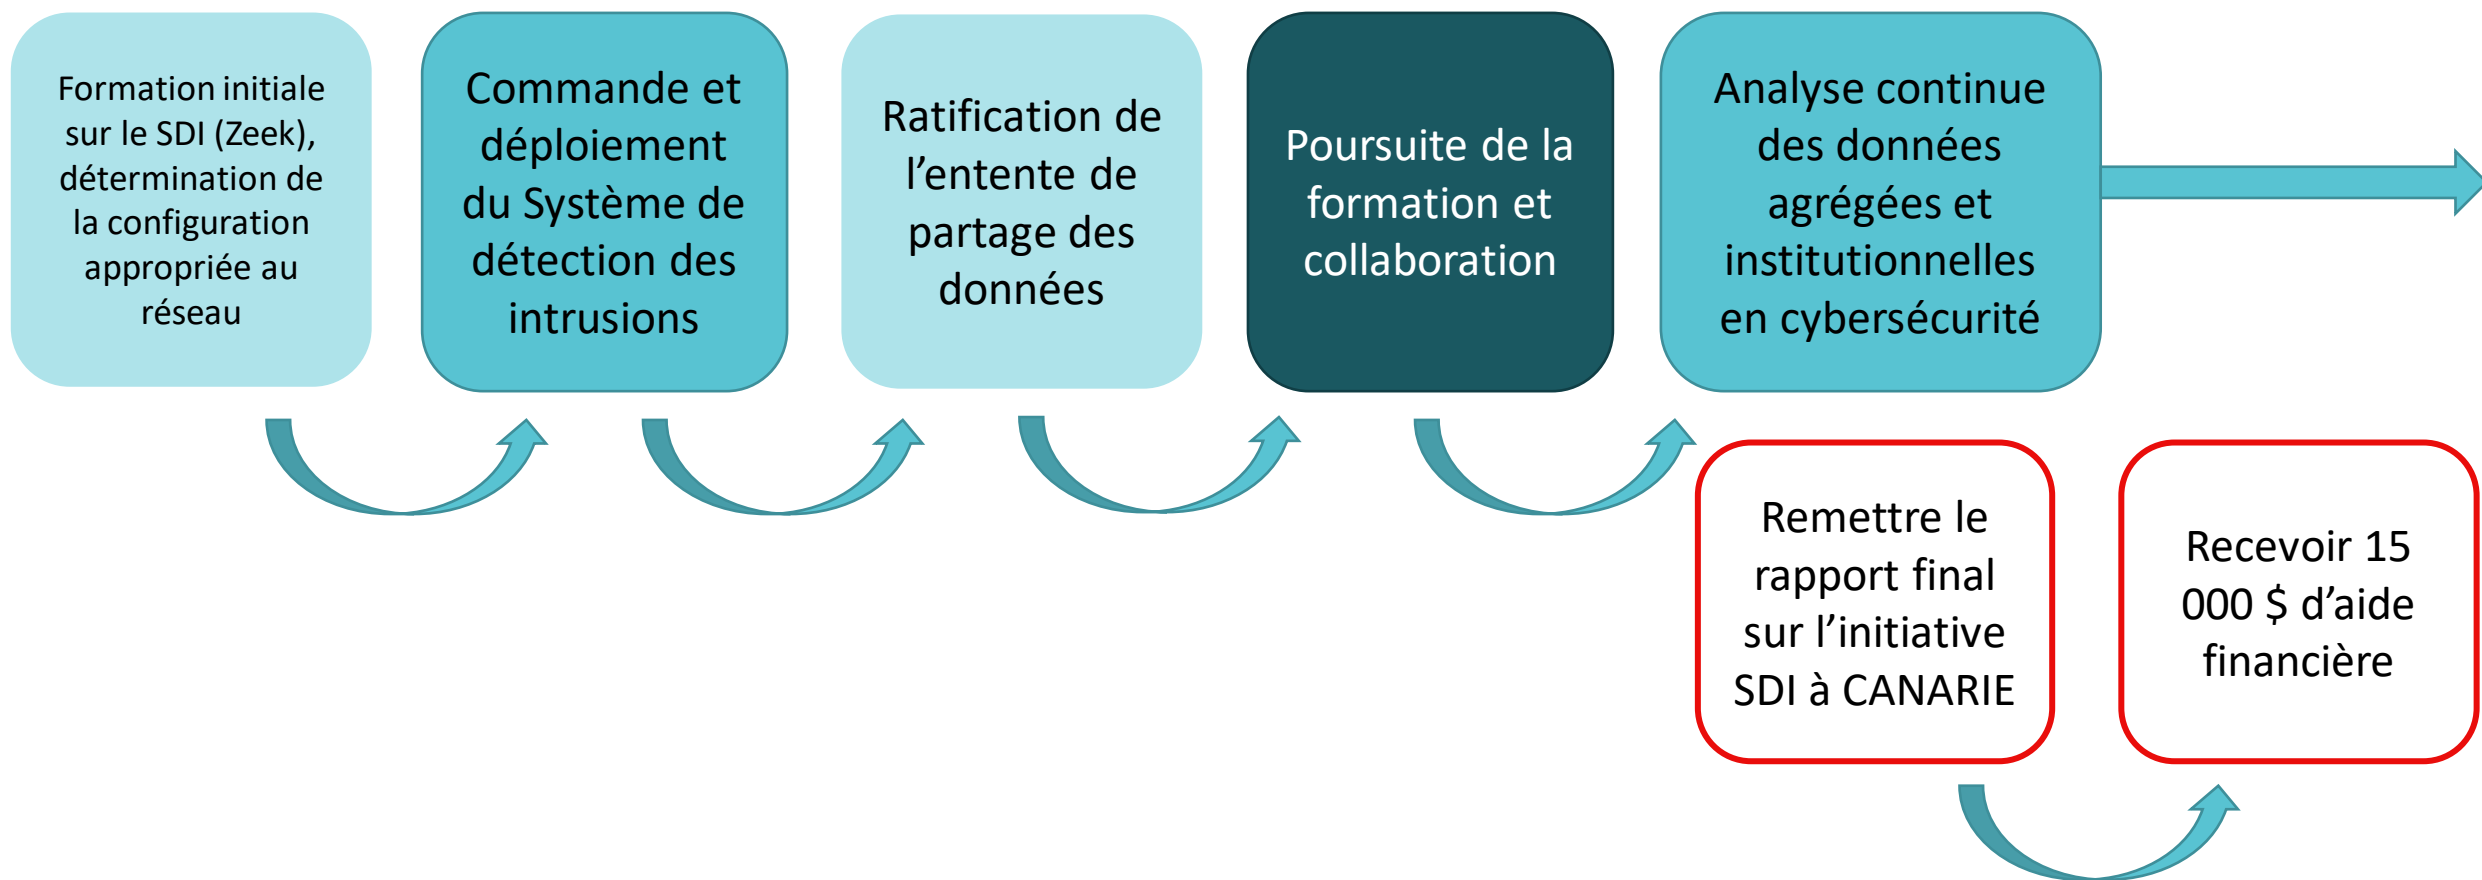 Formation initiale
sur le SDI (Zeek),
détermination de
la configuration
appropriée au
réseau
Commande et
déploiement
du Système de
détection des
intrusions
Ratification de
l’entente de
partage des
données
Poursuite de la
formation et
collaboration
Analyse continue
des données
agrégées et
institutionnelles
en cybersécurité
Remettre le
rapport final
sur l’initiative
SDI à CANARIE
Recevoir 15
000 $ d’aide
financière